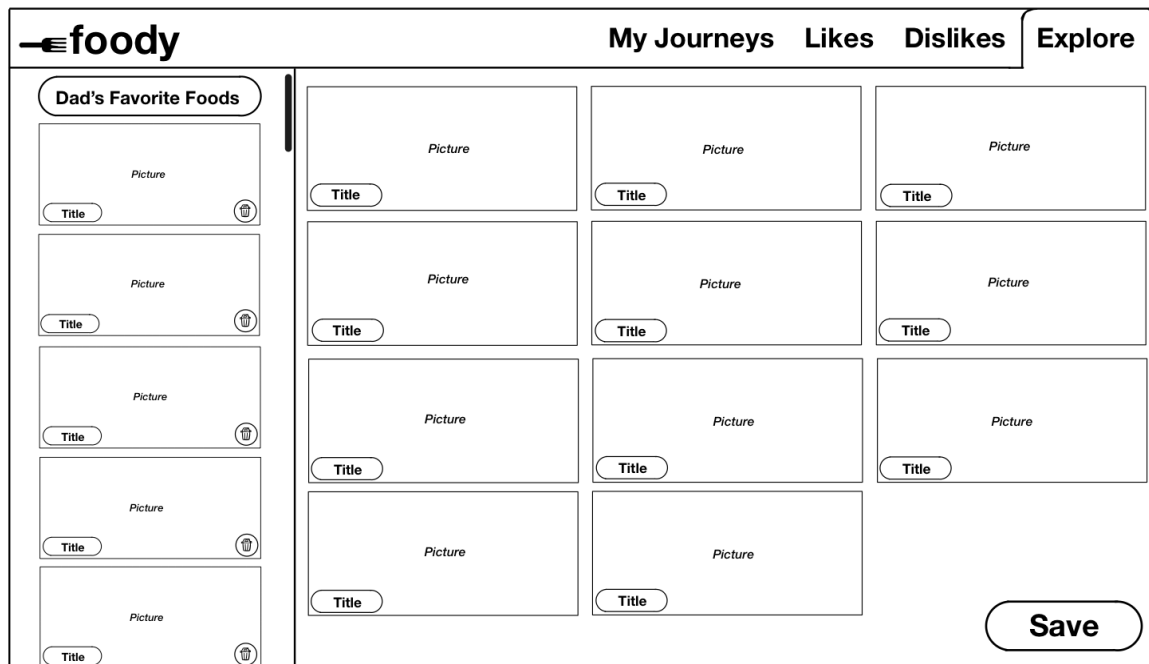 foody
My Journeys Likes Dislikes Explore
Dad's Favorite Foods
Picture
Title
Picture
Title
Picture
Title
Picture
Title
Picture
Title
Picture
Title
Picture
Title
Picture
Title
Picture
Title
Picture
Title
Picture
Title
Picture
Title
Picture
Title
Picture
Title
Picture
Title
Picture
Title
Save